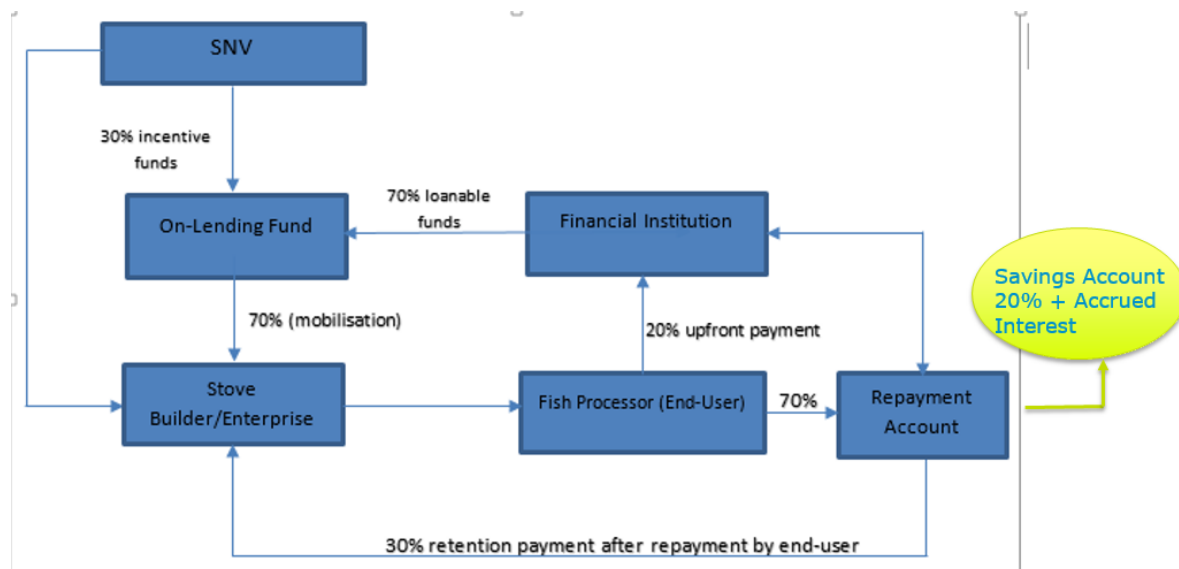 SNV
30% incentive
funds
70% loanable
funds
On-Lending Fund
Financial Institution
Savings Account
20% + Accrued
Interest
70% (mobilisation)
20% upfront payment
Stove
Builder/Enterprise
Fish Processor (End-User)
70%
Repayment
Account
30% retention payment after repayment by end-user